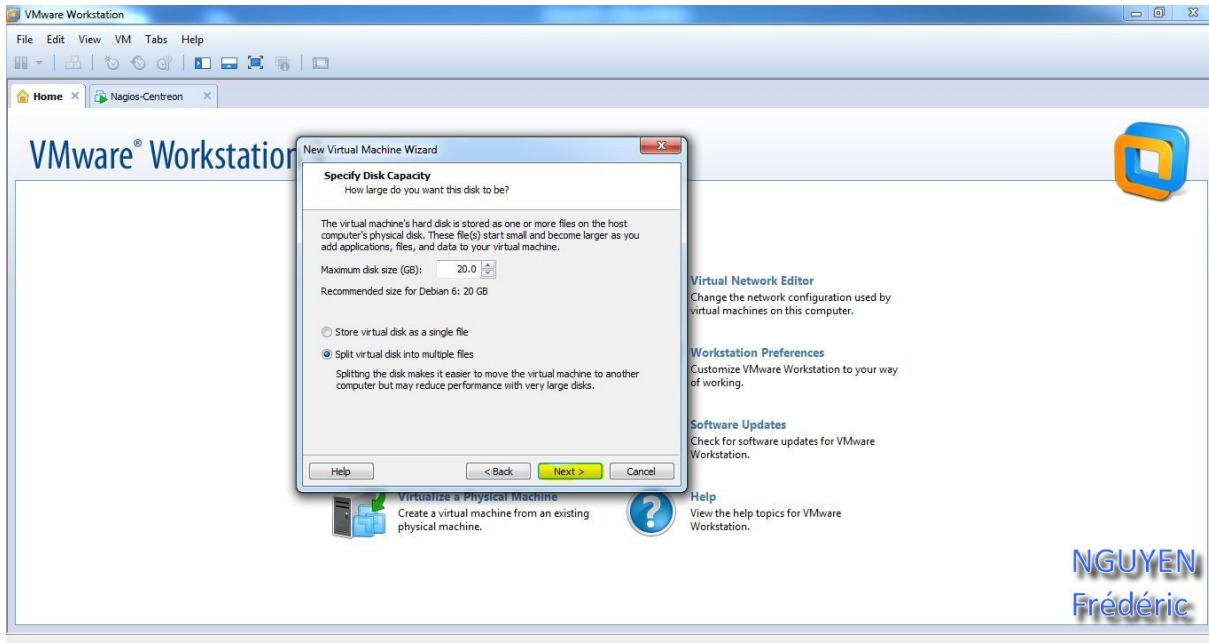 VMware Workstation
File Edit View VM Tabs Help
Home
Nagios-Centreon
VMware® Workstation
New Virtual Machine Wizard
Specify Disk Capacity
How large do you want this disk to be?
The virtual machine's hard disk is stored as one or more files on the host
computer's physical disk. These file(s) start small and become larger as you
add applications, files, and data to your virtual machine.
Maximum disk size (GB): 20.0
Recommended size for Debian 6: 20 GB
Store virtual disk as a single file
Split virtual disk into multiple files
Splitting the disk makes it easier to move the virtual machine to another
computer but may reduce performance with very large disks.
Help < Back Next > Cancel
Virtual Network Editor
Change the network configuration used by
virtual machines on this computer.
Workstation Preferences
Customize VMware Workstation to your way
of working.
Software Updates
Check for software updates for VMware
Workstation.
Virtualize a Physical Machine
Create a virtual machine from an existing
physical machine.
Help
View the help topics for VMware
Workstation.
NGUYEN
Frédéric